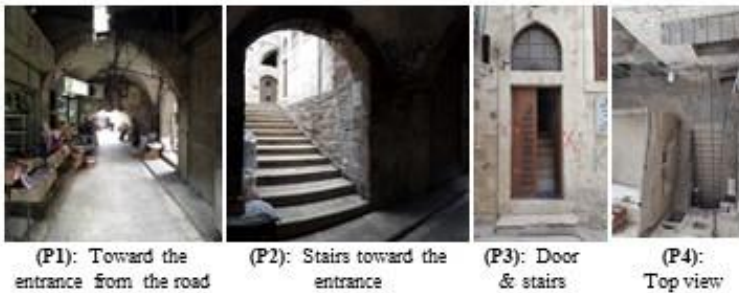 (P1): Toward the
entrance from the road
(P2): Stairs toward the
entrance
(P3): Door
& stairs
(P4):
Top view